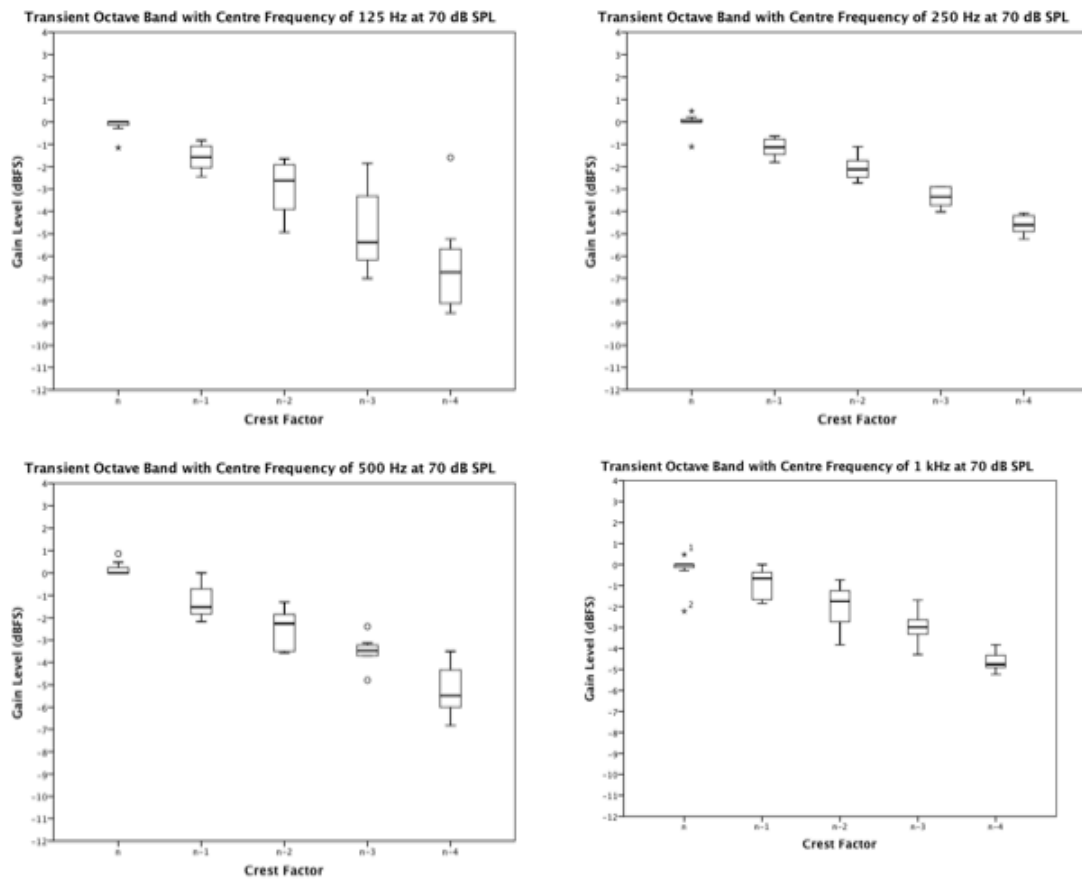 Transient Octave Band with Centre Frequency of 125 Hz at 70 dB SPL
4
3
2
1
0
-1
-2
-3
-4
-5
-6
-7
-8
-9
-10
-11
-12
Gain Level (dBFS)
n
n-1
n-2
n-3
n-4
Crest Factor
Transient Octave Band with Centre Frequency of 250 Hz at 70 dB SPL
4
3
2
1
0
-1
-2
-3
-4
-5
-6
-7
-8
-9
-10
-11
-12
Gain Level (dBFS)
n
n-1
n-2
n-3
n-4
Crest Factor
Transient Octave Band with Centre Frequency of 500 Hz at 70 dB SPL
4
3
2
1
0
-1
-2
-3
-4
-5
-6
-7
-8
-9
-10
-11
-12
Gain Level (dBFS)
n
n-1
n-2
n-3
n-4
Crest Factor
Transient Octave Band with Centre Frequency of 1 kHz at 70 dB SPL
4
3
2
1
0
-1
-2
-3
-4
-5
-6
-7
-8
-9
-10
-11
-12
Gain Level (dBFS)
1
2
n
n-1
n-2
n-3
n-4
Crest Factor